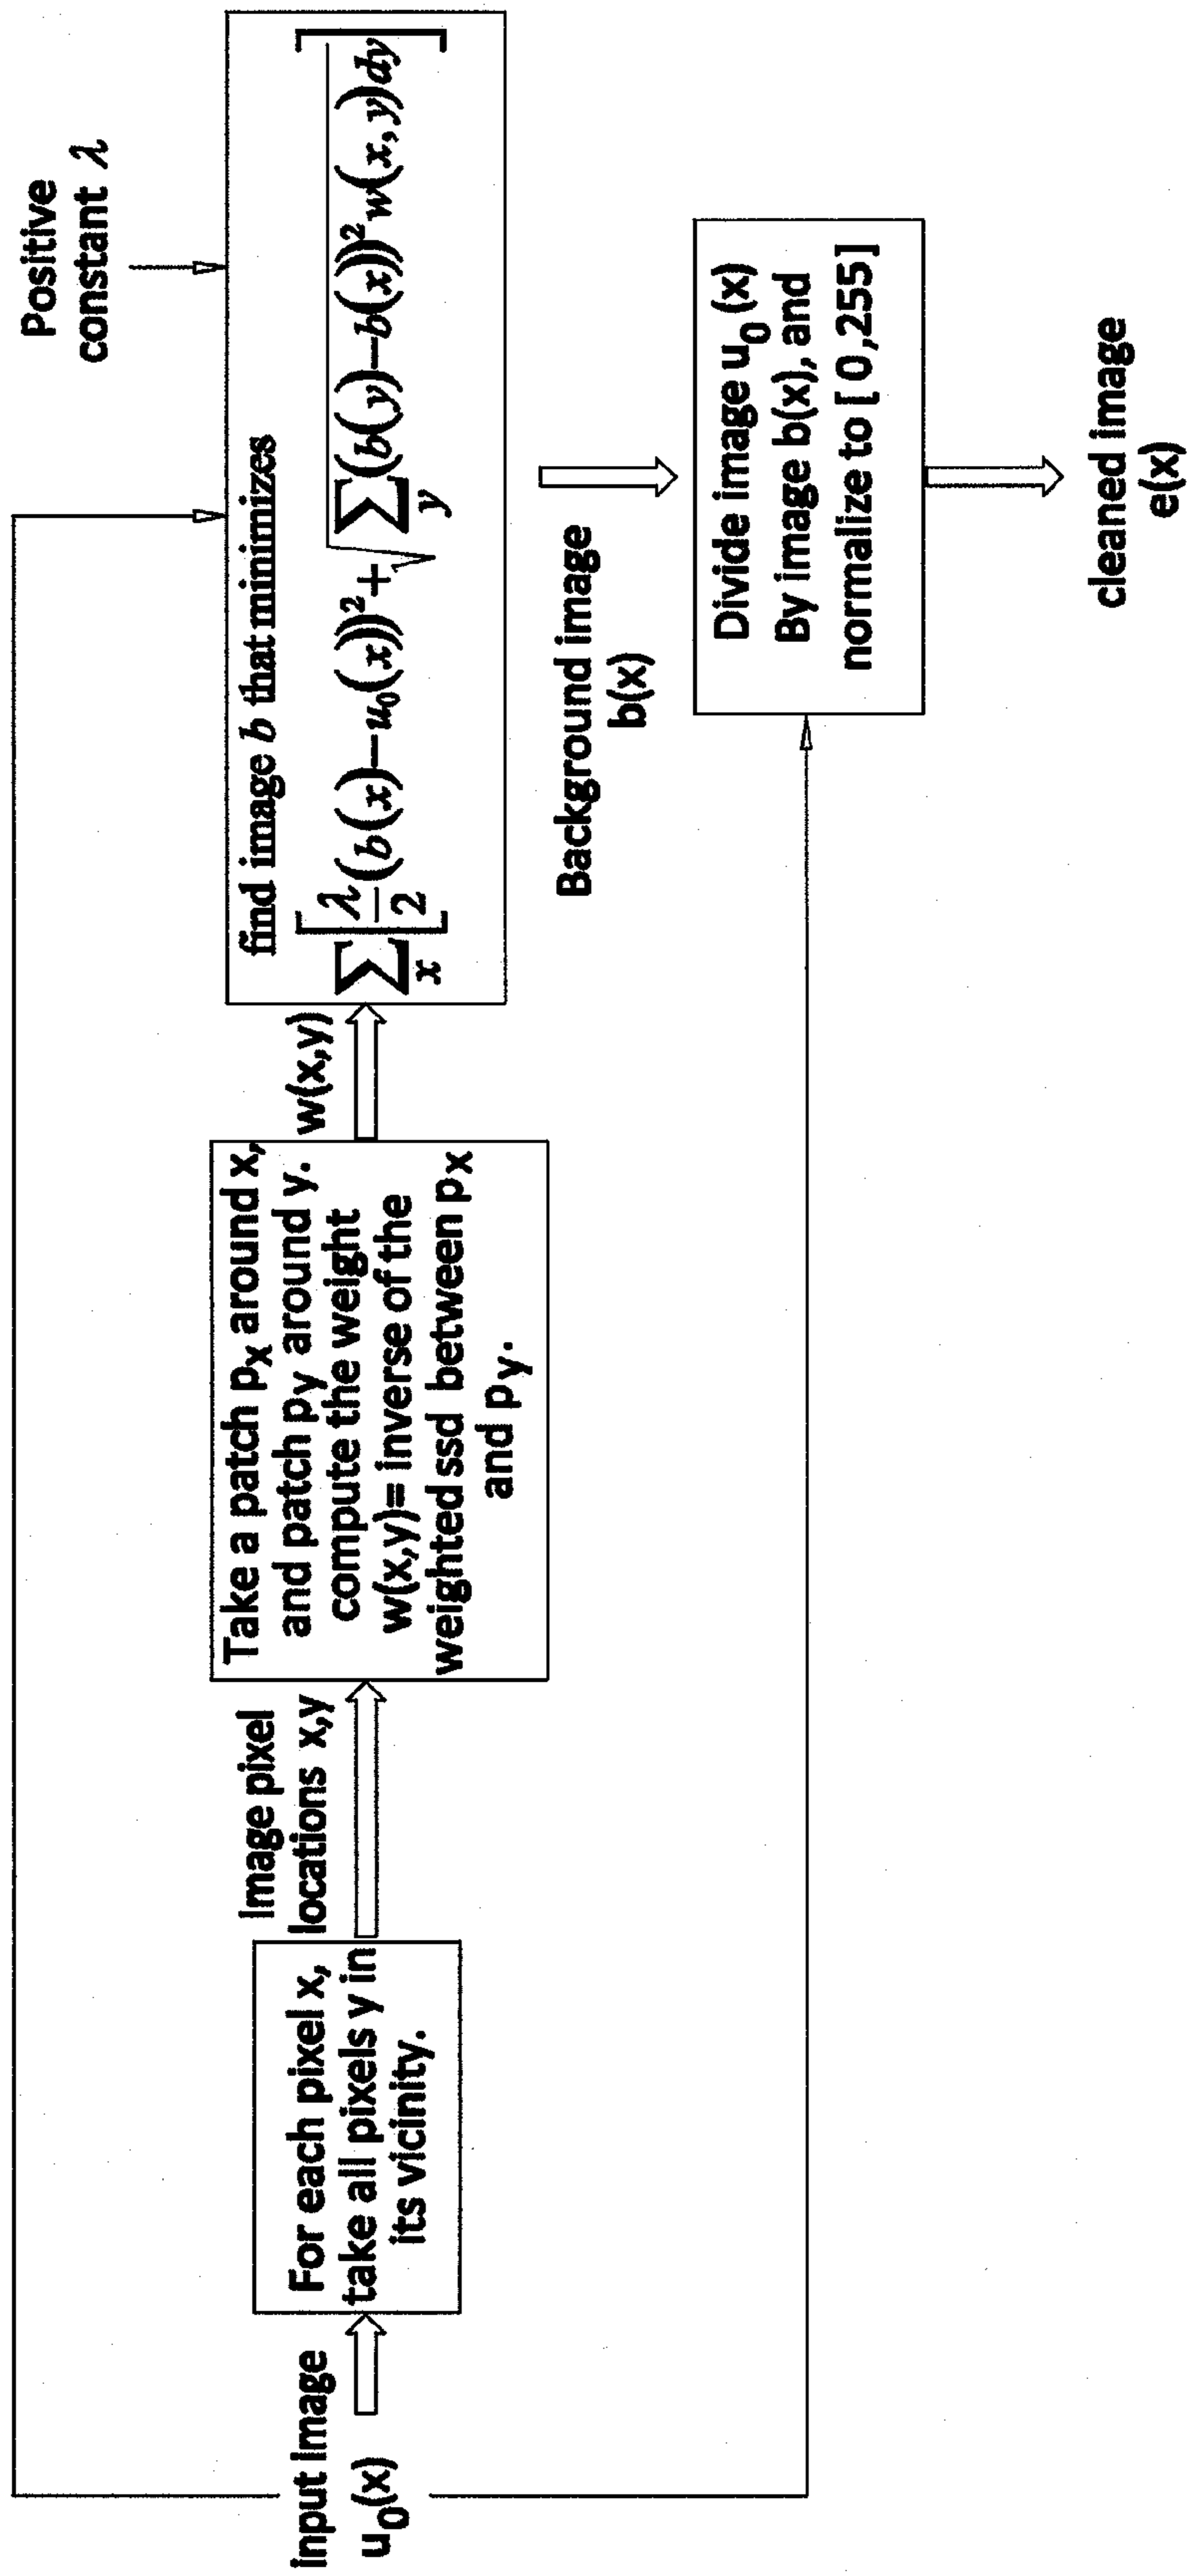 Positive
constant λ
input image
u₀(x)
For each pixel x,
take all pixels y in
its vicinity.
Image pixel
locations x,y
Take a patch pₓ around x,
and patch py around y.
compute the weight
w(x,y)= inverse of the
weighted ssd between pₓ
and py.
w(x,y)
find image b that minimizes
∑ₓ[λ/2(b(x)−u₀(x))²+√∑_y(b(y)−b(x))²w(x,y)dy]
Background image
b(x)
Divide image u₀(x)
By image b(x), and
normalize to [ 0,255]
cleaned image
e(x)